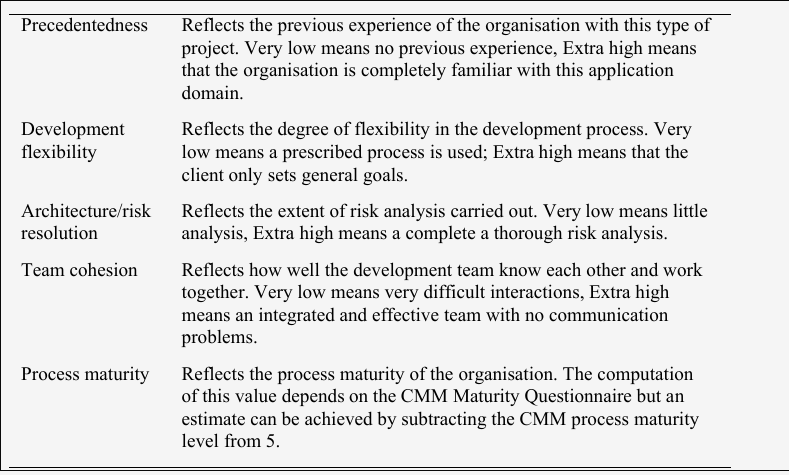 Precedentedness Reflects the previous experience of the organisation with this type of
project. Very low means no previous experience, Extra high means
that the organisation is completely familiar with this application
domain.
Development Reflects the degree of flexibility in the development process. Very
flexibility low means a prescribed process is used; Extra high means that the
client only sets general goals.
Architecture/risk Reflects the extent of risk analysis carried out. Very low means little
resolution analysis, Extra high means a complete a thorough risk analysis.
Team cohesion Reflects how well the development team know each other and work
together. Very low means very difficult interactions, Extra high
means an integrated and effective team with no communication
problems.
Process maturity Reflects the process maturity of the organisation. The computation
of this value depends on the CMM Maturity Questionnaire but an
estimate can be achieved by subtracting the CMM process maturity
level from 5.